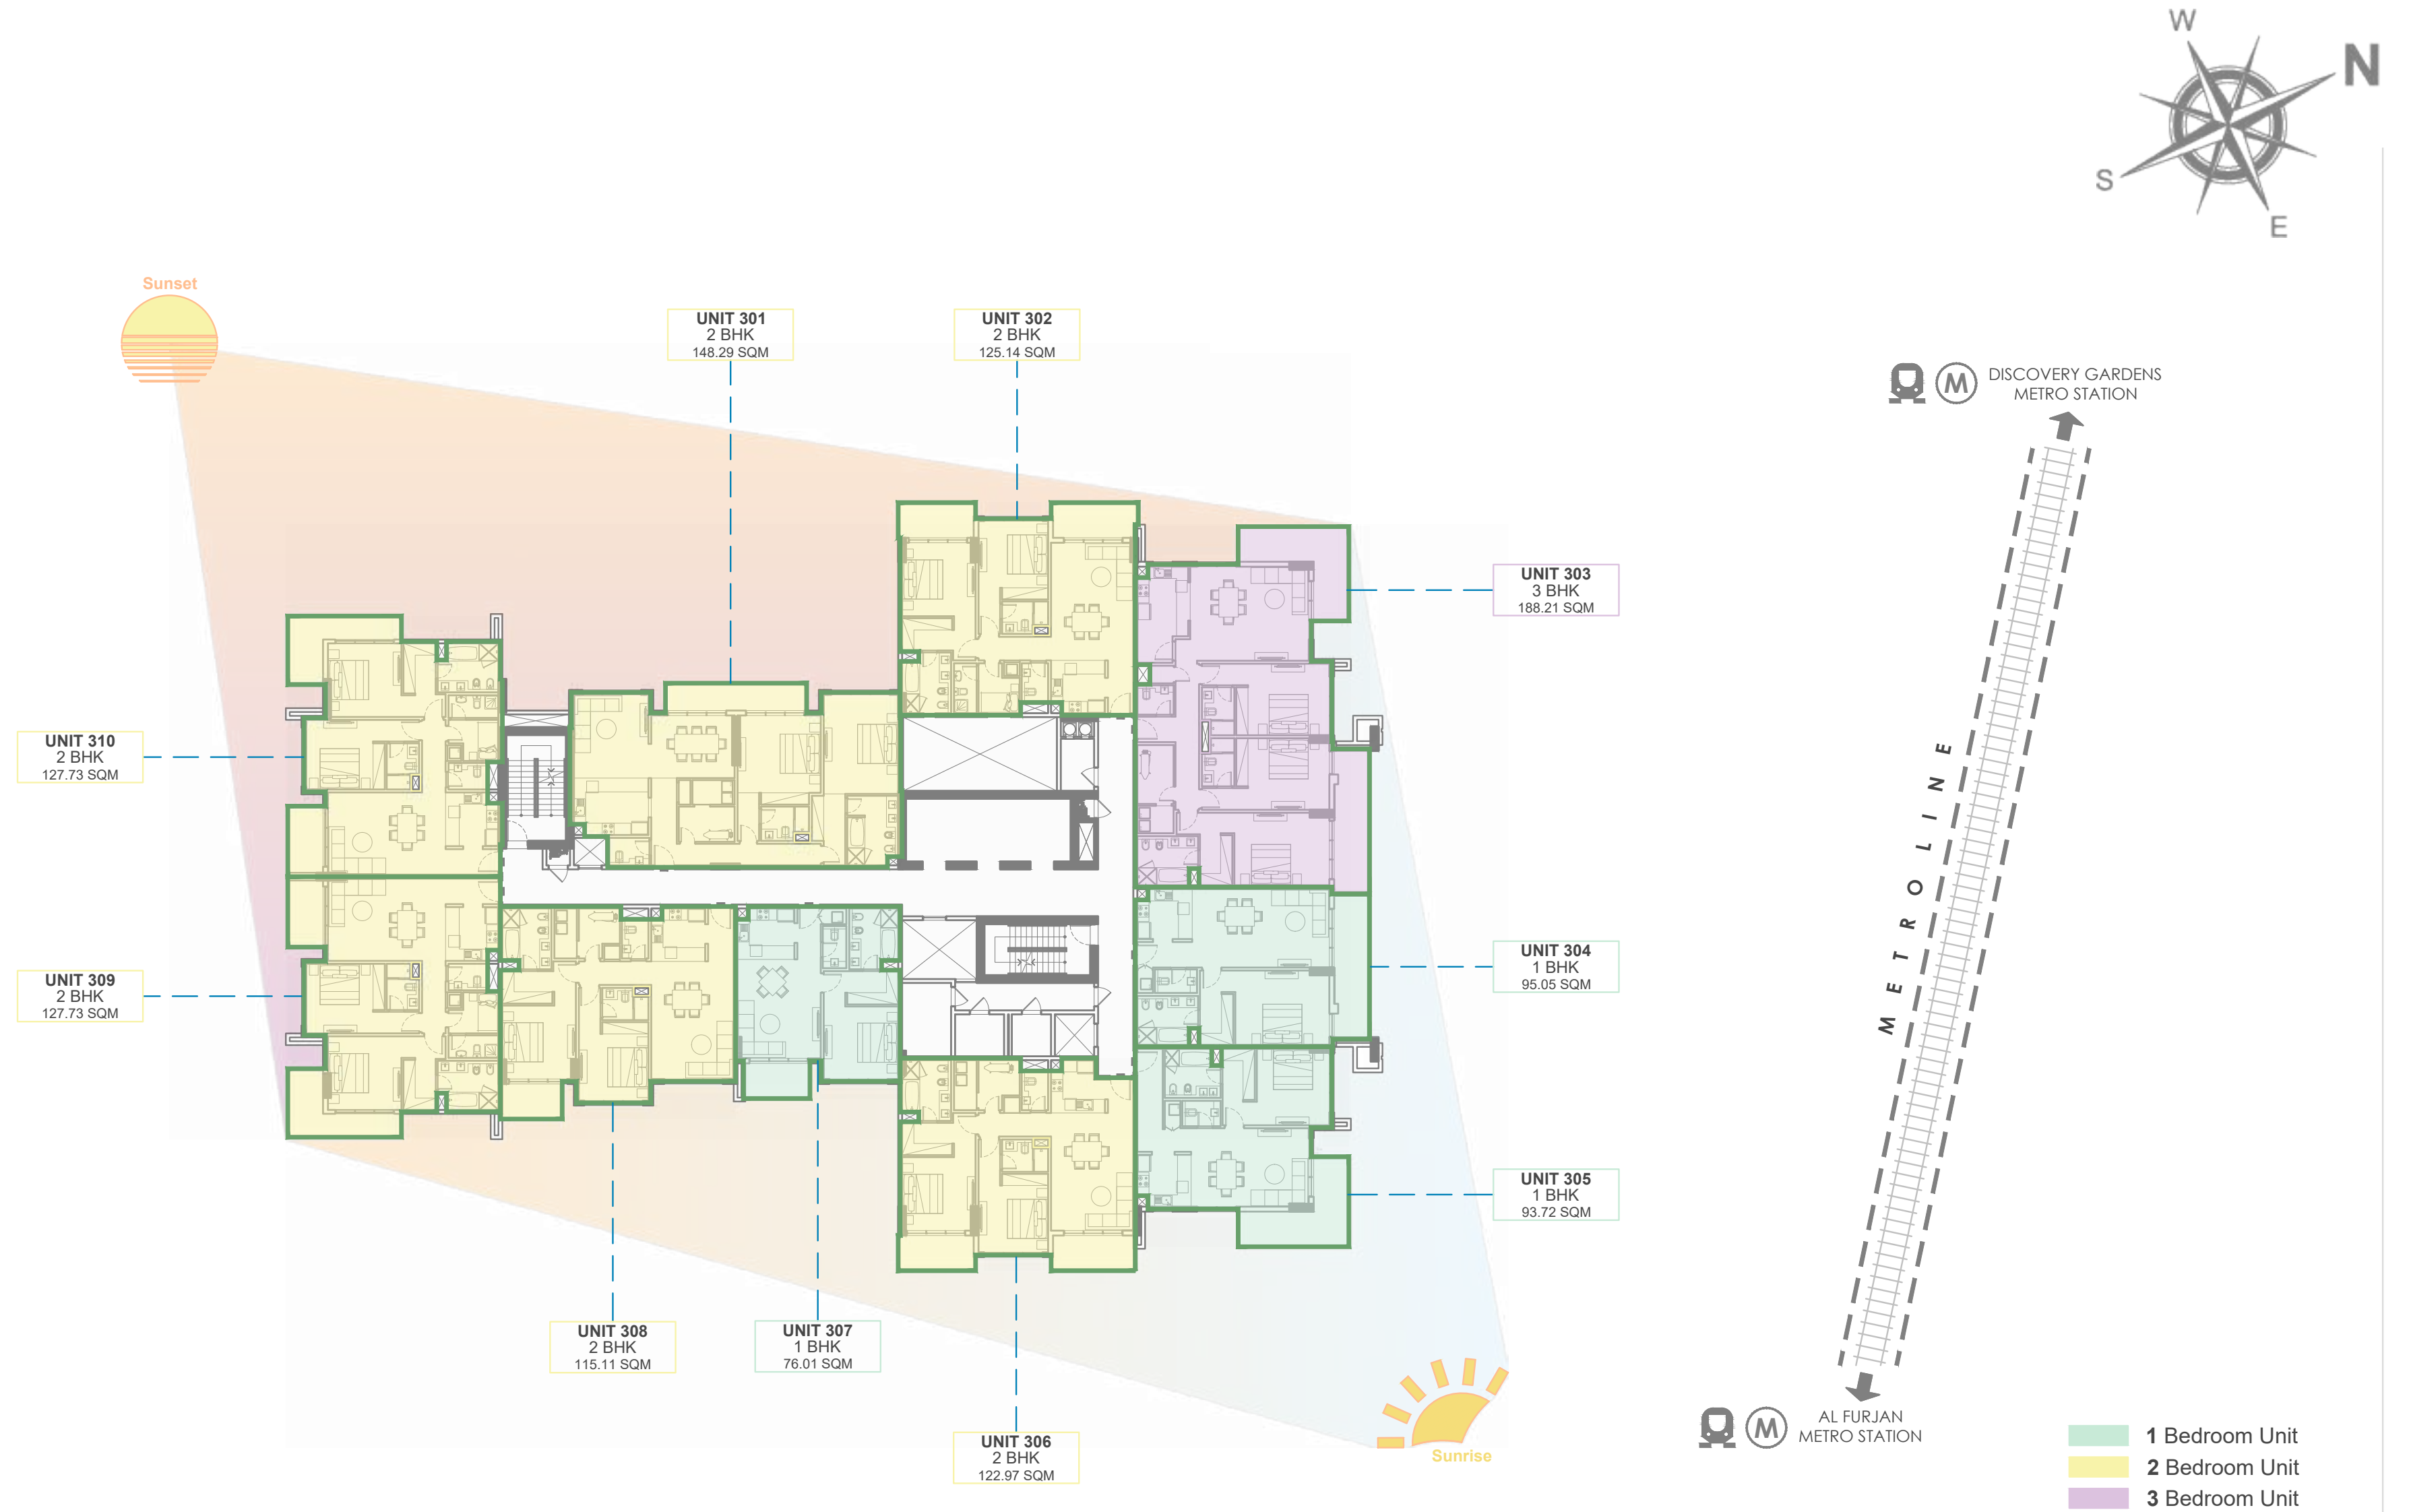 W
N
S
E
Sunset
UNIT 301
2 BHK
148.29 SQM
UNIT 302
2 BHK
125.14 SQM
M
DISCOVERY GARDENS
METRO STATION
UNIT 303
3 BHK
188.21 SQM
UNIT 310
2 BHK
127.73 SQM
METROLINE
UNIT 309
2 BHK
127.73 SQM
UNIT 304
1 BHK
95.05 SQM
UNIT 305
1 BHK
93.72 SQM
UNIT 308
2 BHK
115.11 SQM
UNIT 307
1 BHK
76.01 SQM
UNIT 306
2 BHK
122.97 SQM
Sunrise
M
AL FURJAN
METRO STATION
1 Bedroom Unit
2 Bedroom Unit
3 Bedroom Unit